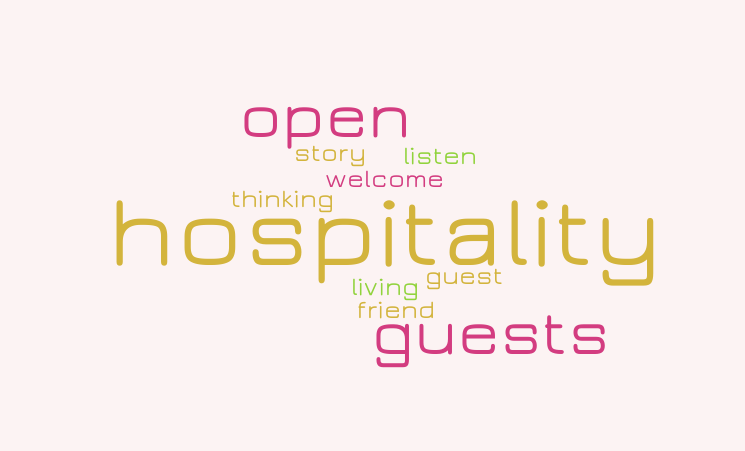 open
story
listen
welcome
thinking
hospitality
guest
living
friend
guests